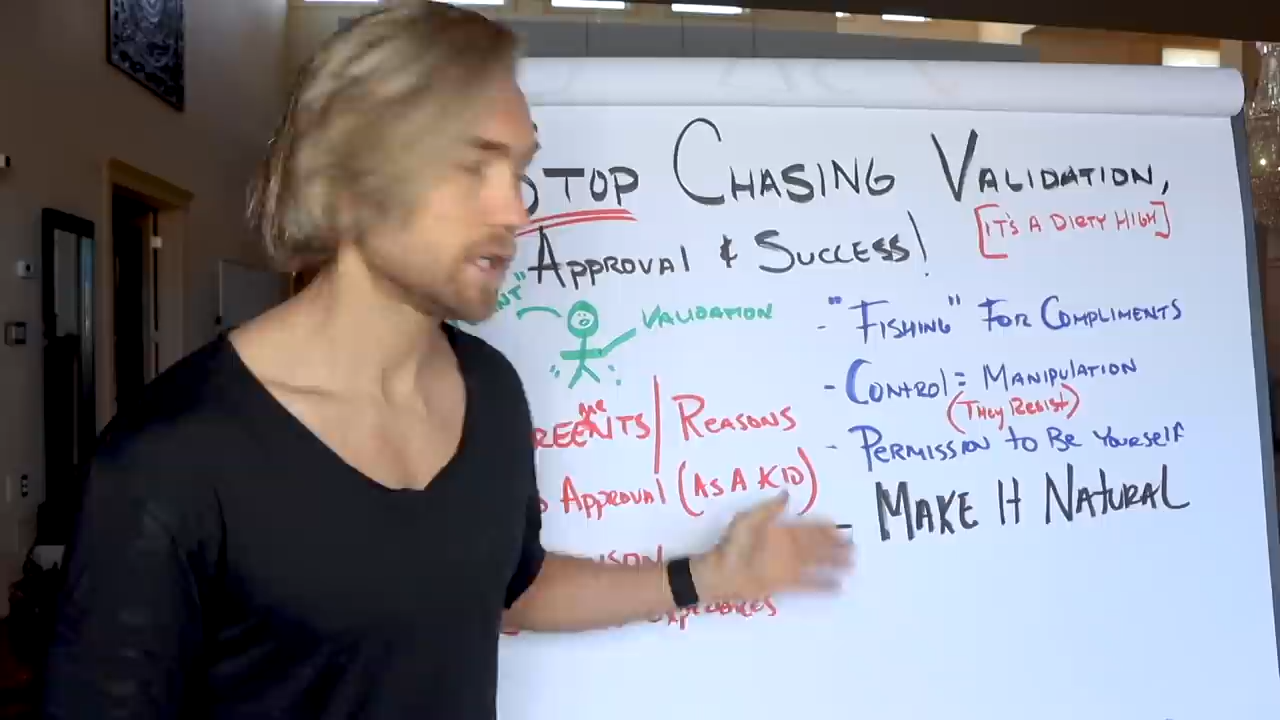 STOP CHASING VALIDATION,
[IT'S A DIRTY HIGH]
APPROVAL & SUCCESS!
VALIDATION
REASONS
APPROVAL (AS A KID)
- "FISHING" FOR COMPLIMENTS
- CONTROL = MANIPULATION
(THEY RESIST)
- PERMISSION TO BE YOURSELF
- MAKE IT NATURAL